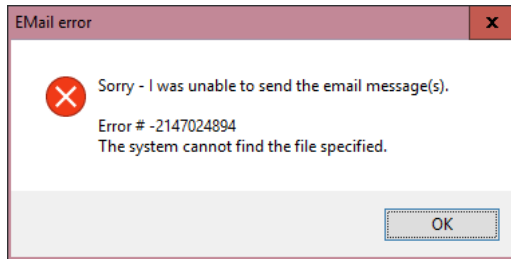 EMail error
x
Sorry - I was unable to send the email message(s).
Error # -2147024894
The system cannot find the file specified.
OK